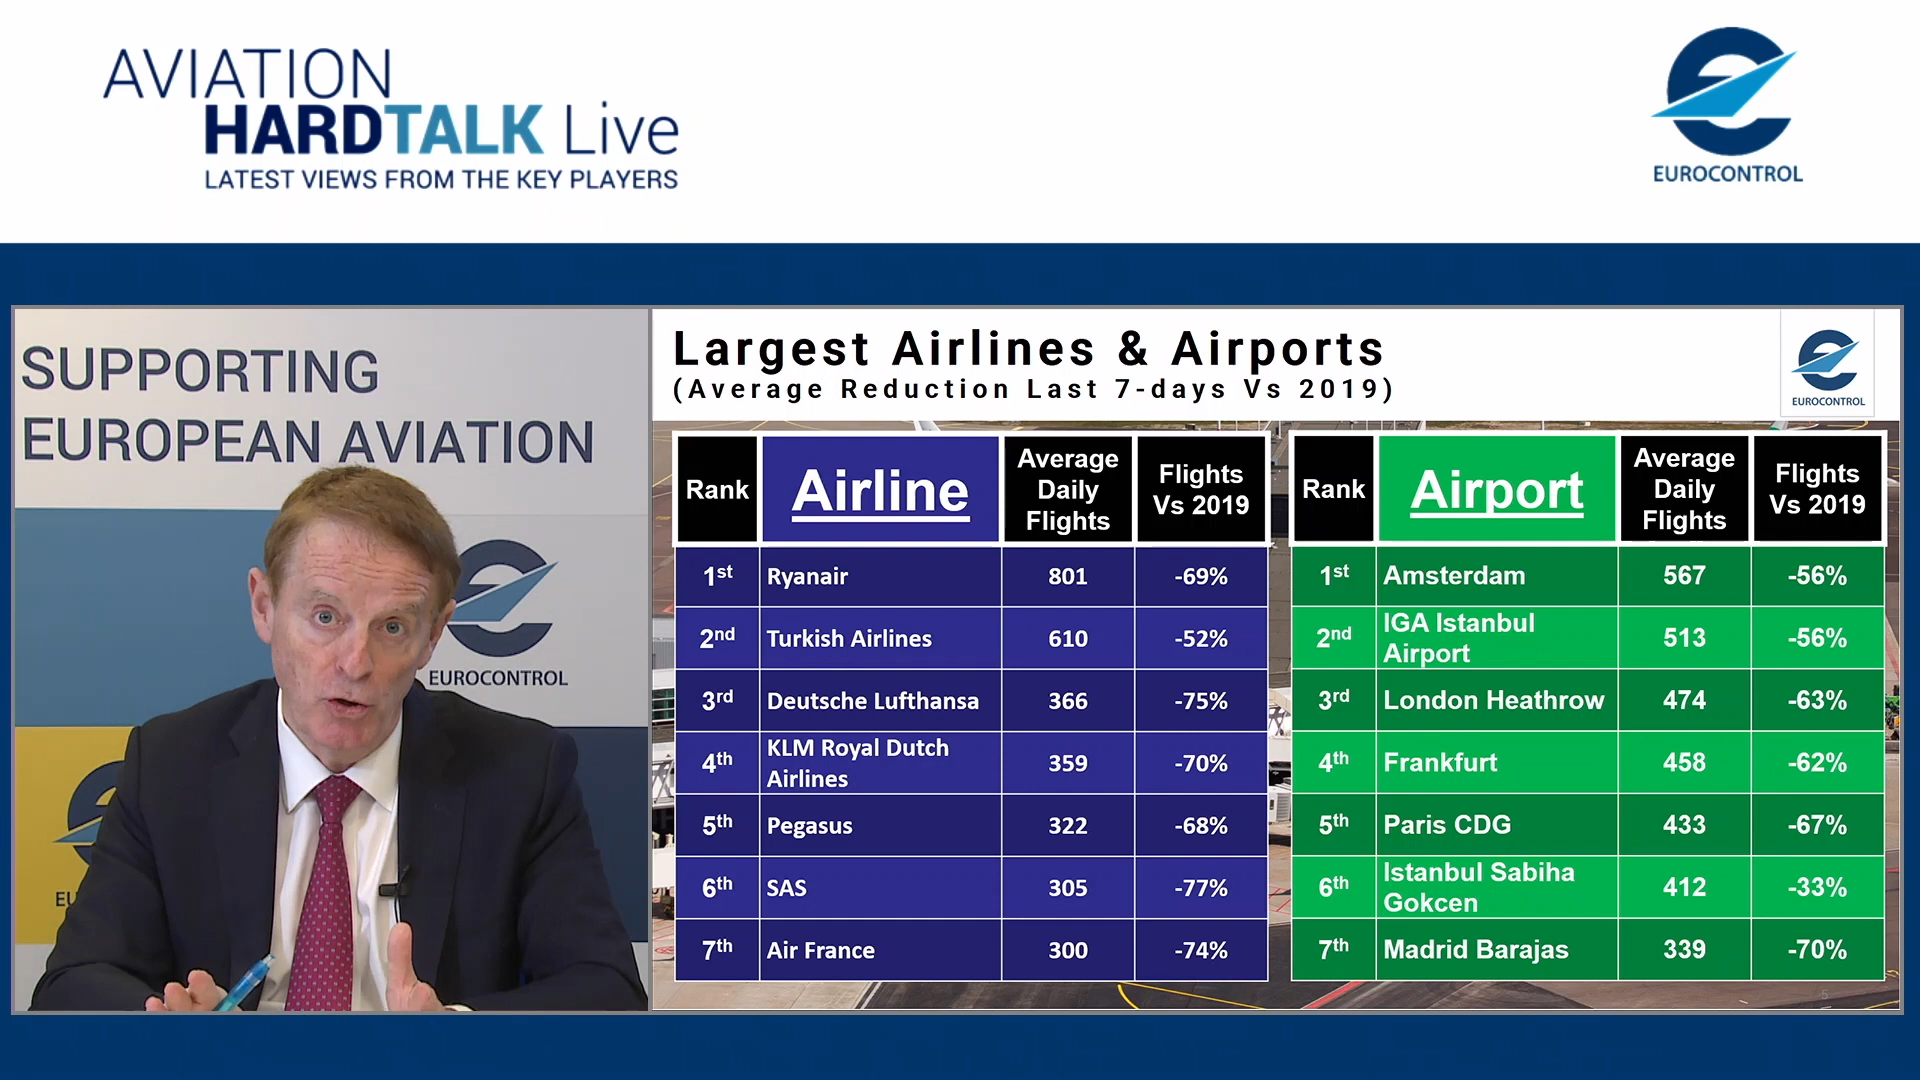 AVIATION
HARDTALK Live
LATEST VIEWS FROM THE KEY PLAYERS
EUROCONTROL
SUPPORTING
EUROPEAN AVIATION
EUROCONTROL
EU
Largest Airlines & Airports
(Average Reduction Last 7-days Vs 2019)
EUROCONTROL
Rank Airline Average Daily Flights Flights Vs 2019
1st Ryanair 801 -69%
2nd Turkish Airlines 610 -52%
3rd Deutsche Lufthansa 366 -75%
4th KLM Royal Dutch Airlines 359 -70%
5th Pegasus 322 -68%
6th SAS 305 -77%
7th Air France 300 -74%
Rank Airport Average Daily Flights Flights Vs 2019
1st Amsterdam 567 -56%
2nd IGA Istanbul Airport 513 -56%
3rd London Heathrow 474 -63%
4th Frankfurt 458 -62%
5th Paris CDG 433 -67%
6th Istanbul Sabiha Gokcen 412 -33%
7th Madrid Barajas 339 -70%
5